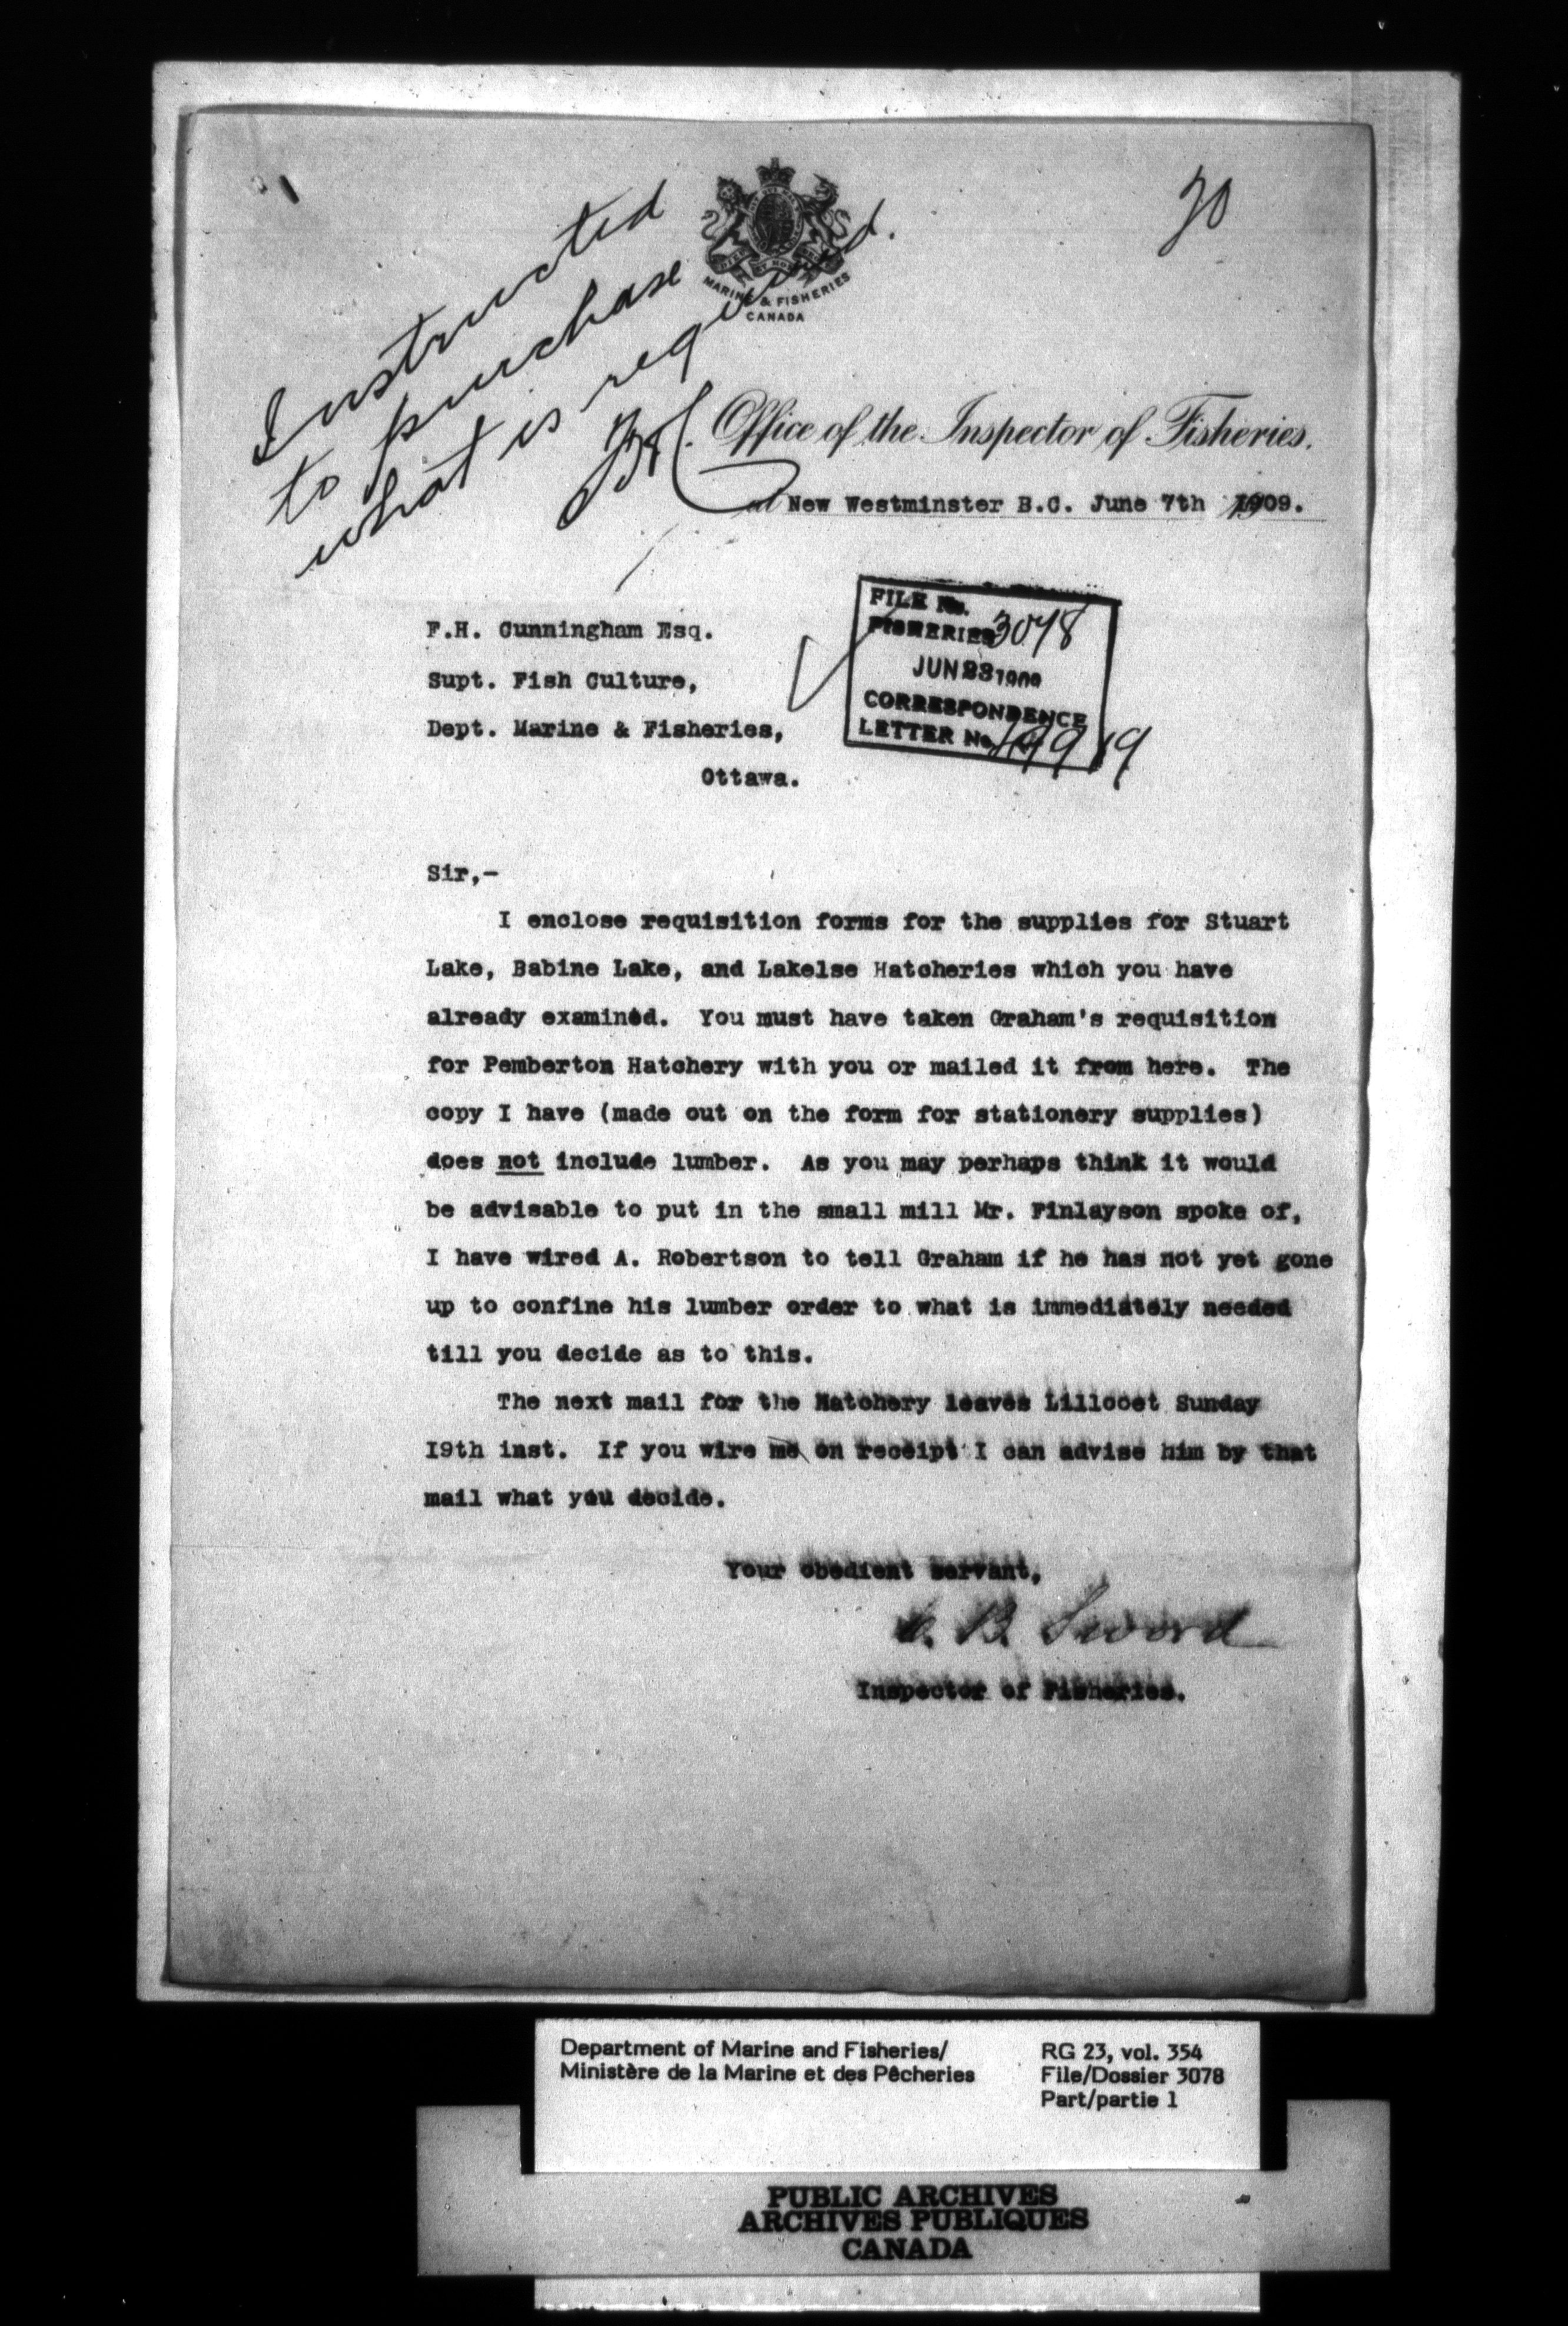 Instructed
to purchase
what is required.
20
MARINE & FISHERIES
CANADA
Office of the Inspector of Fisheries.
at New Westminster B.C. June 7th 1909.
FILE No.
FISHERIES 3078
JUN 23 1909
CORRESPONDENCE
LETTER No.
F.H. Cunningham Esq.
Supt. Fish Culture,
Dept. Marine & Fisheries,
Ottawa.
Sir,-
I enclose requisition forms for the supplies for Stuart
Lake, Babine Lake, and Lakelse Hatcheries which you have
already examined. You must have taken Graham's requisition
for Pemberton Hatchery with you or mailed it from here. The
copy I have (made out on the form for stationery supplies)
does not include lumber. As you may perhaps think it would
be advisable to put in the small mill Mr. Finlayson spoke of,
I have wired A. Robertson to tell Graham if he has not yet gone
up to confine his lumber order to what is immediately needed
till you decide as to this.
The next mail for the Hatchery leaves Lillooet Sunday
19th inst. If you wire me on receipt I can advise him by that
mail what you decide.
Your obedient servant,
C. B. Sword
Inspector of Fisheries.
Department of Marine and Fisheries/
Ministère de la Marine et des Pêcheries
RG 23, vol. 354
File/Dossier 3078
Part/partie 1
PUBLIC ARCHIVES
ARCHIVES PUBLIQUES
CANADA